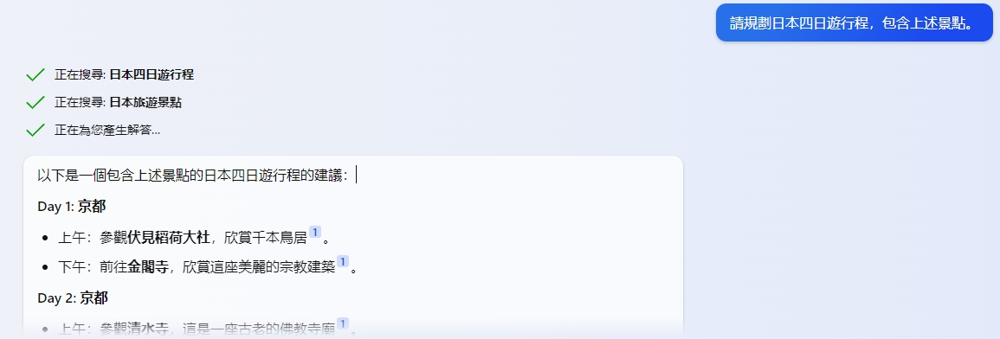 請規劃日本四日遊行程，包含上述景點。
正在搜尋: 日本四日遊行程
正在搜尋: 日本旅遊景點
正在為您產生解答...
以下是一個包含上述景點的日本四日遊行程的建議：
Day 1: 京都
上午：參觀伏見稻荷大社，欣賞千本鳥居1。
下午：前往金閣寺，欣賞這座美麗的宗教建築1。
Day 2: 京都
上午：參觀清水寺，這是一座古老的佛教寺廟1。